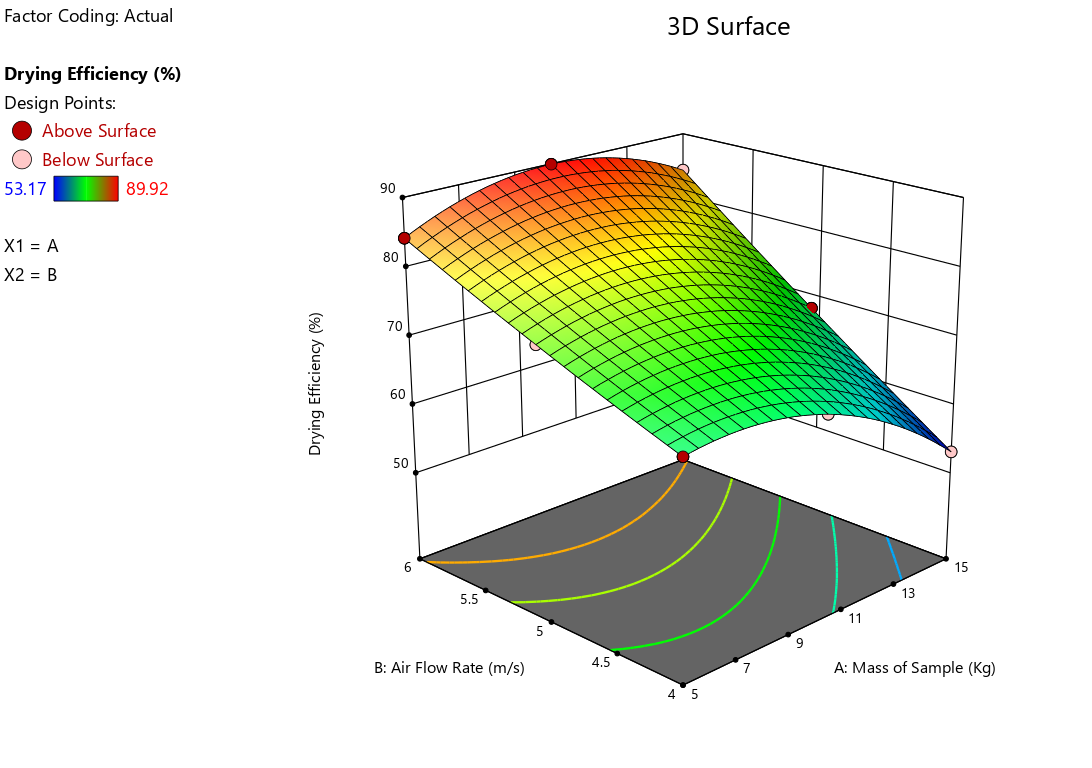 Factor Coding: Actual
3D Surface
Drying Efficiency (%)
Design Points:
Above Surface
Below Surface
53.17 89.92
X1 = A
X2 = B
90
80
70
60
50
Drying Efficiency (%)
6
5.5
5
4.5
4
5
7
9
11
13
15
B: Air Flow Rate (m/s)
A: Mass of Sample (Kg)